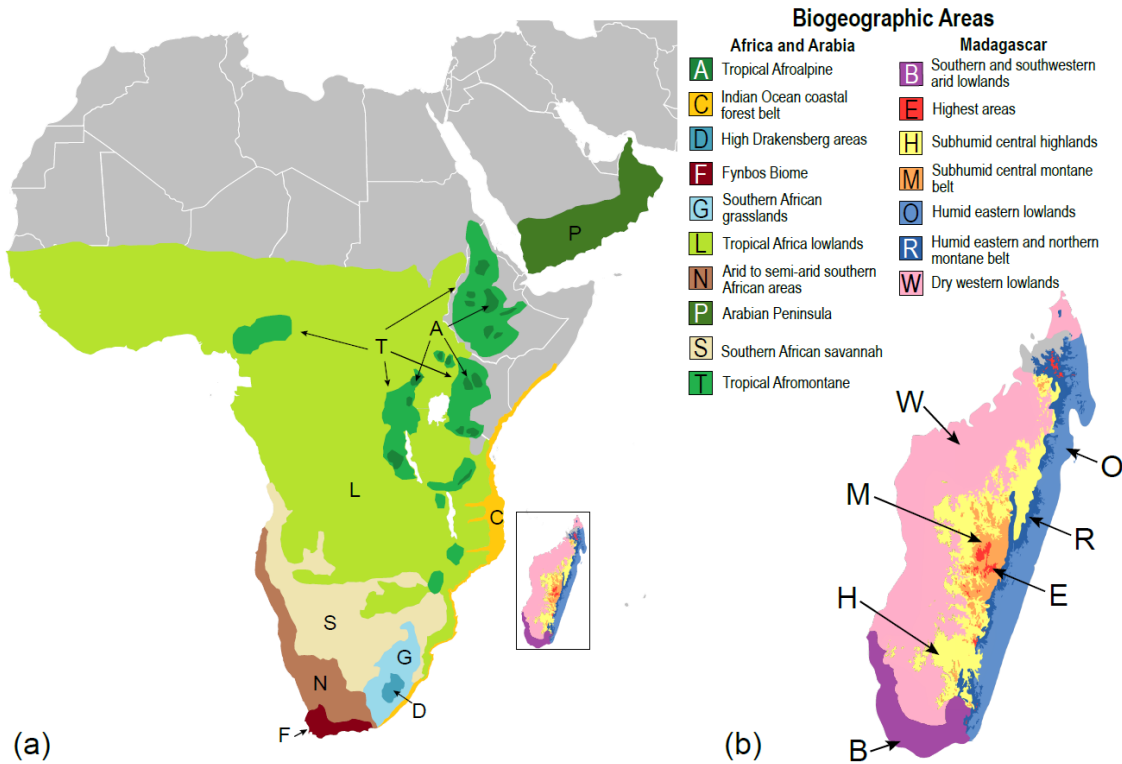 Biogeographic Areas
Africa and Arabia
A Tropical Afroalpine
C Indian Ocean coastal
forest belt
D High Drakensberg areas
F Fynbos Biome
G Southern African
grasslands
L Tropical Africa lowlands
N Arid to semi-arid southern
African areas
P Arabian Peninsula
S Southern African savannah
T Tropical Afromontane
Madagascar
B Southern and southwestern
arid lowlands
E Highest areas
H Subhumid central highlands
M Subhumid central montane
belt
O Humid eastern lowlands
R Humid eastern and northern
montane belt
W Dry western lowlands
P
A
T
L
C
S
G
N
D
F
(a)
W
O
M
R
E
H
B
(b)